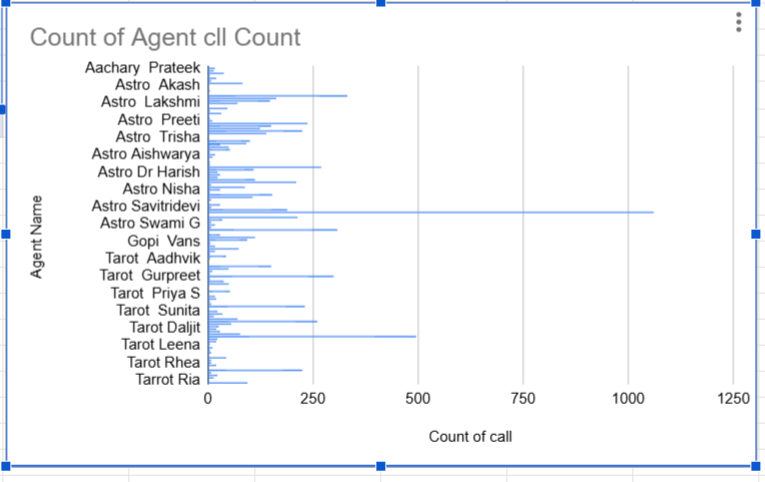 Count of Agent cll Count
Aachary Prateek
Astro Akash
Astro Lakshmi
Astro Preeti
Astro Trisha
Astro Aishwarya
Astro Dr Harish
Astro Nisha
Astro Savitridevi
Astro Swami G
Gopi Vans
Tarot Aadhvik
Tarot Gurpreet
Tarot Priya S
Tarot Sunita
Tarot Daljit
Tarot Leena
Tarot Rhea
Tarrot Ria
Agent Name
0 250 500 750 1000 1250
Count of call